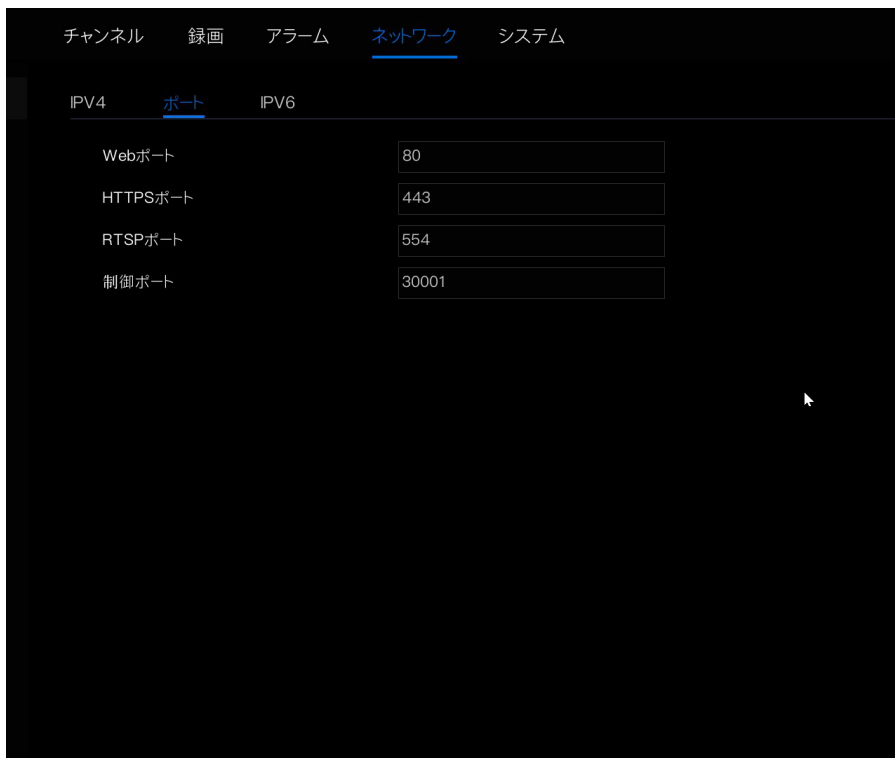 チャンネル 録画 アラーム ネットワーク システム
IPV4 ポート IPV6
Webポート 80
HTTPSポート 443
RTSPポート 554
制御ポート 30001